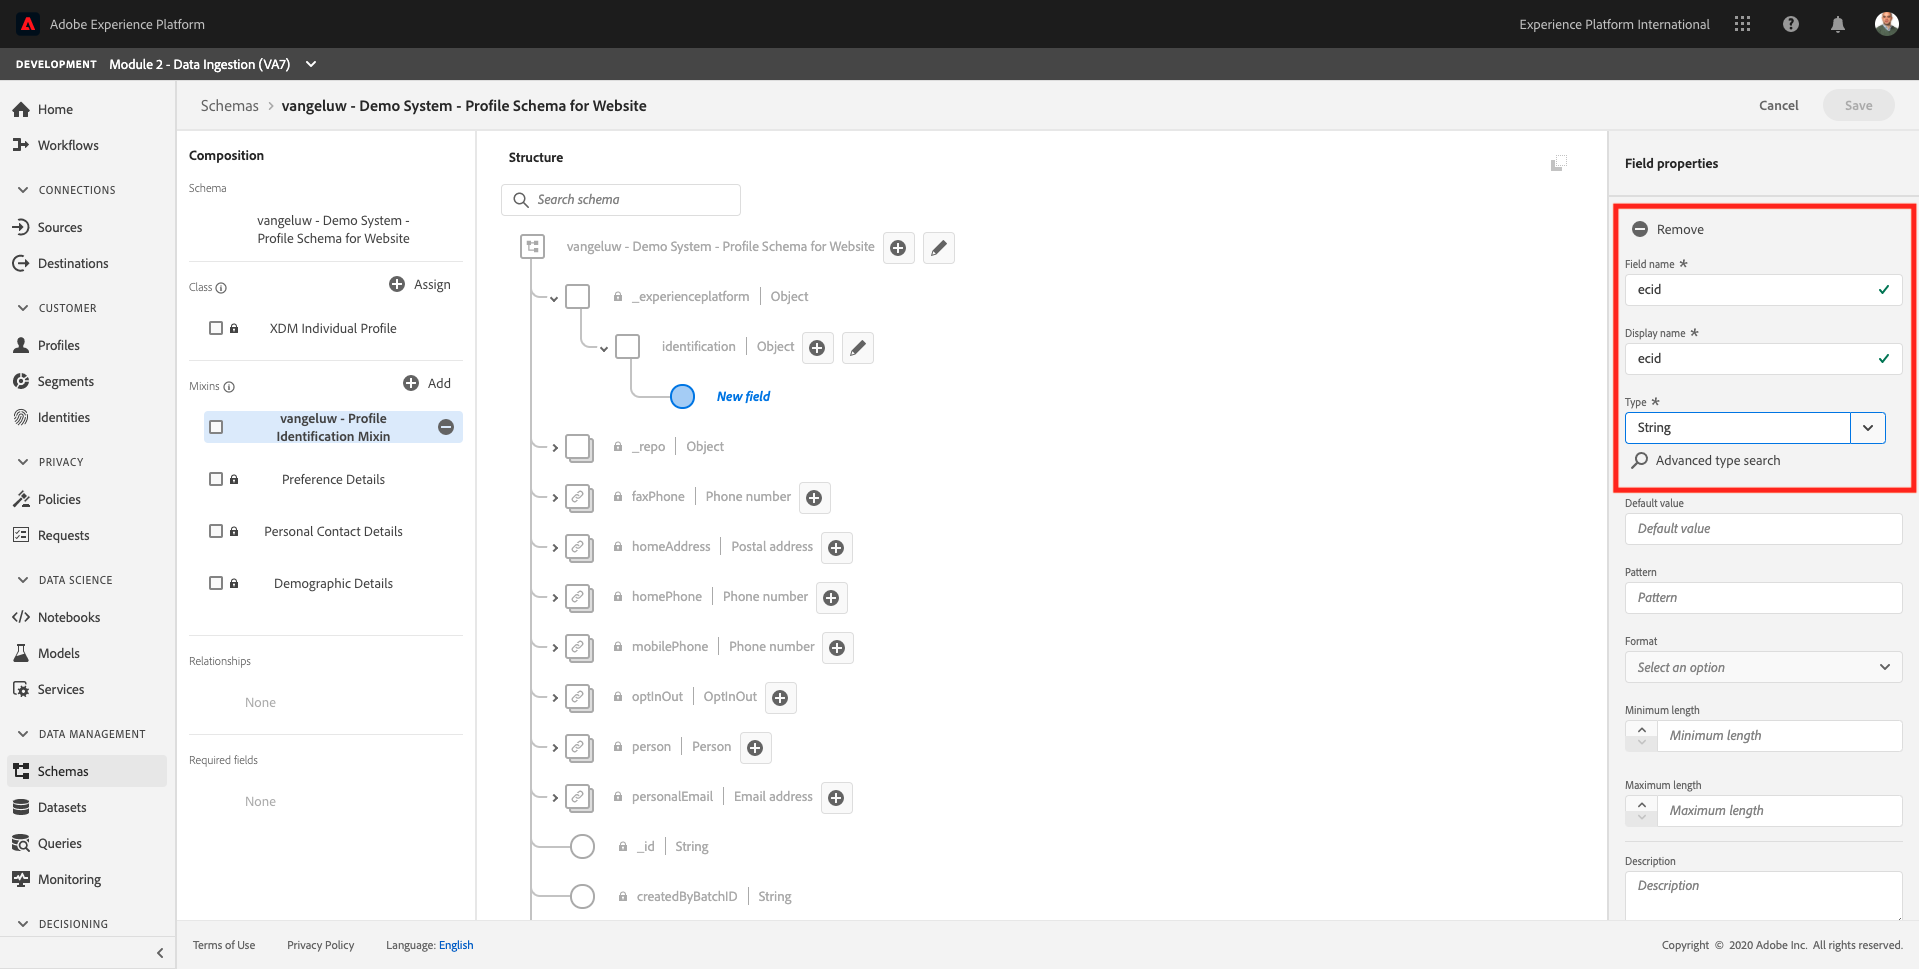 Adobe Experience Platform
Experience Platform International
DEVELOPMENT Module 2 - Data Ingestion (VA7)
Home
Workflows
CONNECTIONS
Sources
Destinations
CUSTOMER
Profiles
Segments
Identities
PRIVACY
Policies
Requests
DATA SCIENCE
Notebooks
Models
Services
DATA MANAGEMENT
Schemas
Datasets
Queries
Monitoring
DECISIONING
Schemas > vangeluw - Demo System - Profile Schema for Website
Cancel
Save
Composition
Schema
vangeluw - Demo System -
Profile Schema for Website
Class
Assign
XDM Individual Profile
Mixins
Add
vangeluw - Profile
Identification Mixin
Preference Details
Personal Contact Details
Demographic Details
Relationships
None
Required fields
None
Structure
Search schema
vangeluw - Demo System - Profile Schema for Website
_experienceplatform | Object
identification | Object
New field
_repo | Object
faxPhone | Phone number
homeAddress | Postal address
homePhone | Phone number
mobilePhone | Phone number
optInOut | OptInOut
person | Person
personalEmail | Email address
_id | String
createdByBatchID | String
Field properties
Remove
Field name *
ecid
Display name *
ecid
Type *
String
Advanced type search
Default value
Default value
Pattern
Pattern
Format
Select an option
Minimum length
Minimum length
Maximum length
Maximum length
Description
Description
Terms of Use
Privacy Policy
Language: English
Copyright © 2020 Adobe Inc. All rights reserved.